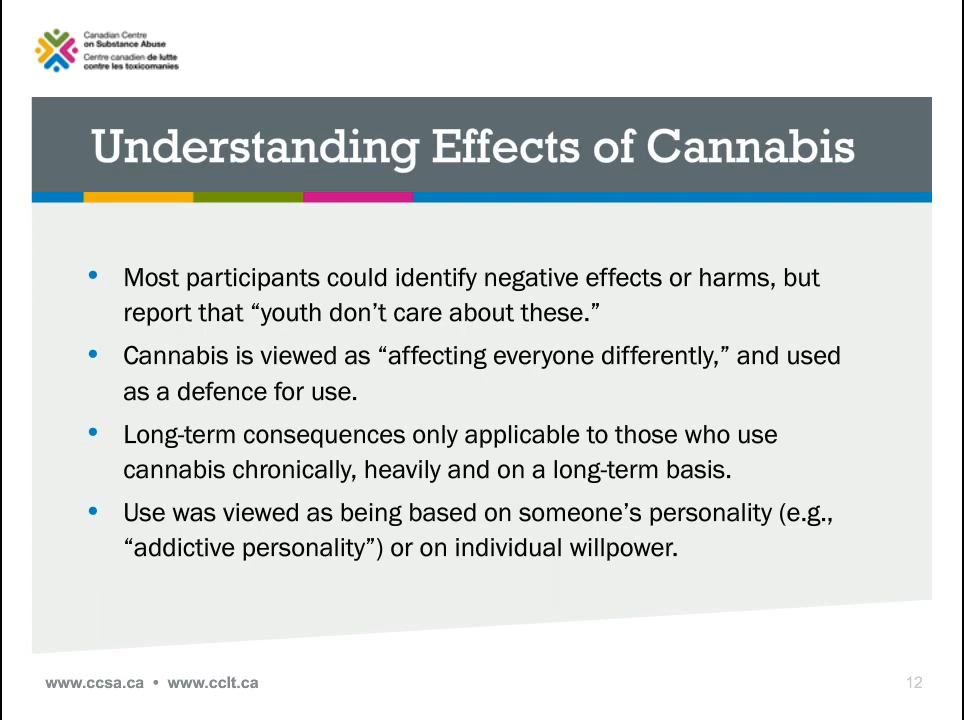 Canadian Centre
on Substance Abuse
Centre canadien de lutte
contre les toxicomanies
Understanding Effects of Cannabis
• Most participants could identify negative effects or harms, but
report that “youth don’t care about these.”
• Cannabis is viewed as “affecting everyone differently,” and used
as a defence for use.
• Long-term consequences only applicable to those who use
cannabis chronically, heavily and on a long-term basis.
• Use was viewed as being based on someone’s personality (e.g.,
“addictive personality”) or on individual willpower.
www.ccsa.ca • www.cclt.ca
12